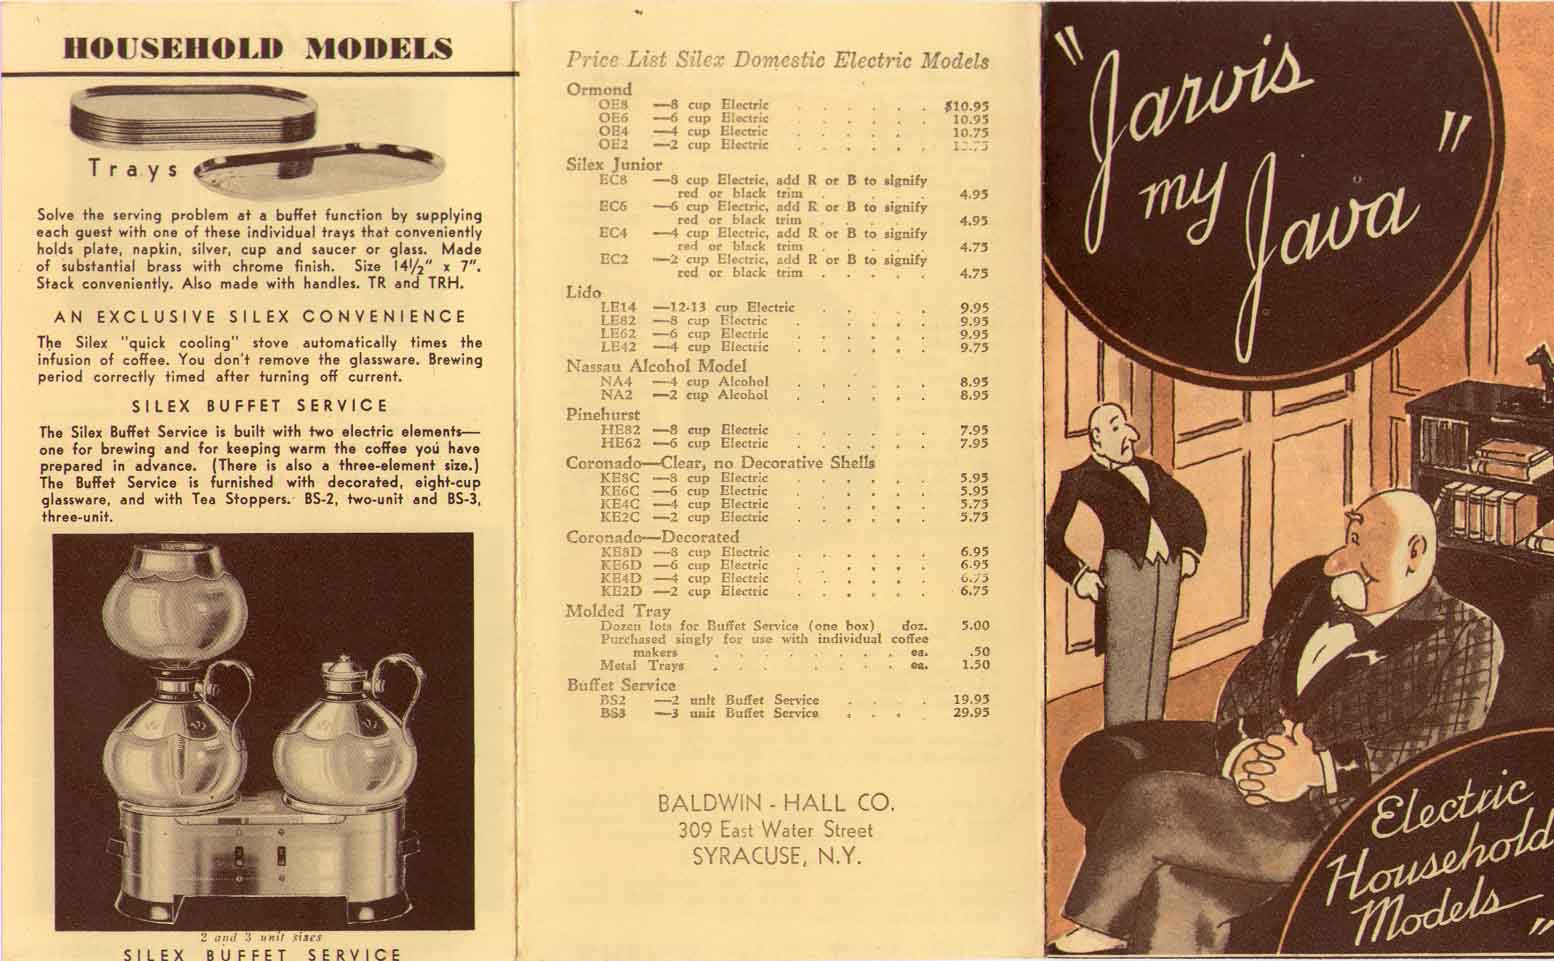 HOUSEHOLD MODELS
Trays
Solve the serving problem at a buffet function by supplying
each guest with one of these individual trays that conveniently
holds plate, napkin, silver, cup and saucer or glass. Made
of substantial brass with chrome finish. Size 14½" x 7".
Stack conveniently. Also made with handles. TR and TRH.
AN EXCLUSIVE SILEX CONVENIENCE
The Silex "quick cooling" stove automatically times the
infusion of coffee. You don't remove the glassware. Brewing
period correctly timed after turning off current.
SILEX BUFFET SERVICE
The Silex Buffet Service is built with two electric elements—
one for brewing and for keeping warm the coffee you have
prepared in advance. (There is also a three-element size.)
The Buffet Service is furnished with decorated, eight-cup
glassware, and with Tea Stoppers. BS-2, two-unit and BS-3,
three-unit.
2 and 3 unit sizes
SILEX BUFFET SERVICE
Price List Silex Domestic Electric Models
Ormond
OE8 —8 cup Electric . . . . . . $10.95
OE6 —6 cup Electric . . . . . . 10.95
OE4 —4 cup Electric . . . . . . 10.75
OE2 —2 cup Electric . . . . . .
Silex Junior
EC8 —8 cup Electric, add R or B to signify
red or black trim . . . . . 4.95
EC6 —6 cup Electric, add R or B to signify
red or black trim . . . . . 4.95
EC4 —4 cup Electric, add R or B to signify
red or black trim . . . . . 4.75
EC2 —2 cup Electric, add R or B to signify
red or black trim . . . . . 4.75
Lido
LE14 —12-13 cup Electric . . . . . 9.95
LE82 —8 cup Electric . . . . . . 9.95
LE62 —6 cup Electric . . . . . . 9.95
LE42 —4 cup Electric . . . . . . 9.75
Nassau Alcohol Model
NA4 —4 cup Alcohol . . . . . . 8.95
NA2 —2 cup Alcohol . . . . . . 8.95
Pinehurst
HE82 —8 cup Electric . . . . . . 7.95
HE62 —6 cup Electric . . . . . . 7.95
Coronado—Clear, no Decorative Shells
KE8C —8 cup Electric . . . . . . 5.95
KE6C —6 cup Electric . . . . . . 5.95
KE4C —4 cup Electric . . . . . . 5.75
KE2C —2 cup Electric . . . . . . 5.75
Coronado—Decorated
KE8D —8 cup Electric . . . . . . 6.95
KE6D —6 cup Electric . . . . . . 6.95
KE4D —4 cup Electric . . . . . . 6.75
KE2D —2 cup Electric . . . . . . 6.75
Molded Tray
Dozen lots for Buffet Service (one box) doz. 5.00
Purchased singly for use with individual coffee
makers . . . . . . . . ea. .50
Metal Trays . . . . . . . ea. 1.50
Buffet Service
BS2 —2 unit Buffet Service . . . . 19.95
BS3 —3 unit Buffet Service . . . . 29.95
BALDWIN - HALL CO.
309 East Water Street
SYRACUSE, N.Y.
"Jarvis
my
Java"
Electric
Household
Models"